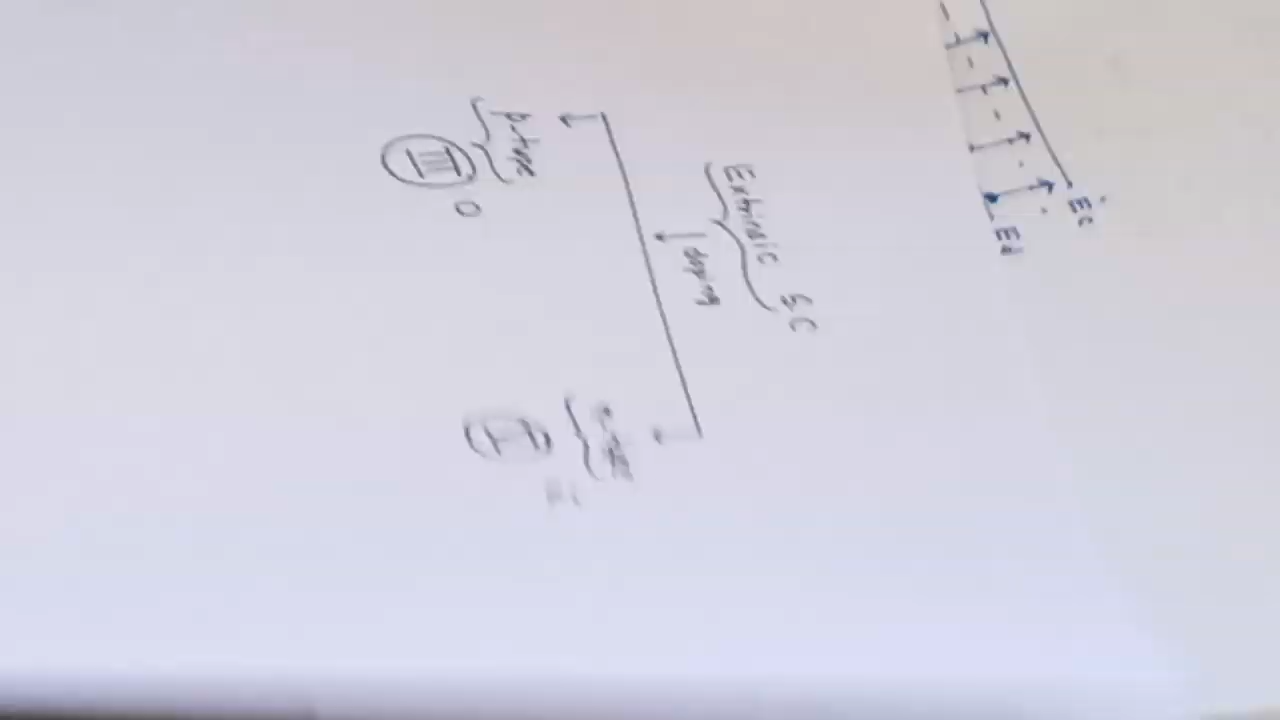 Ec
Ed
Extrinsic SC
doping
p-type
n-type
III